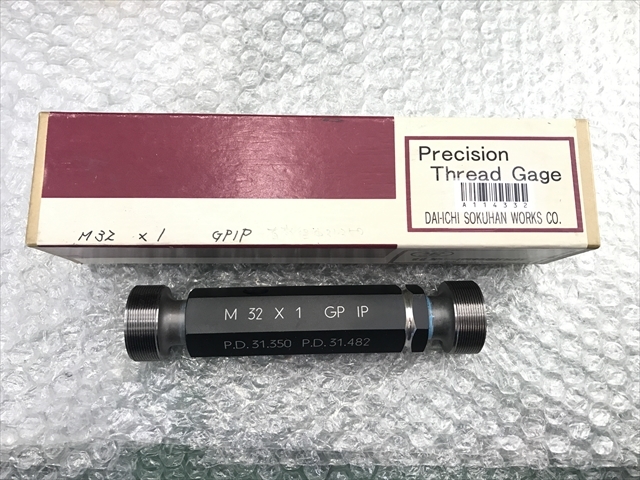 Precision
Thread Gage
A114332
DAI-ICHI SOKUHAN WORKS CO.
M32 x 1 GPIP
M 32 X 1 GP IP
P.D. 31.350 P.D. 31.482